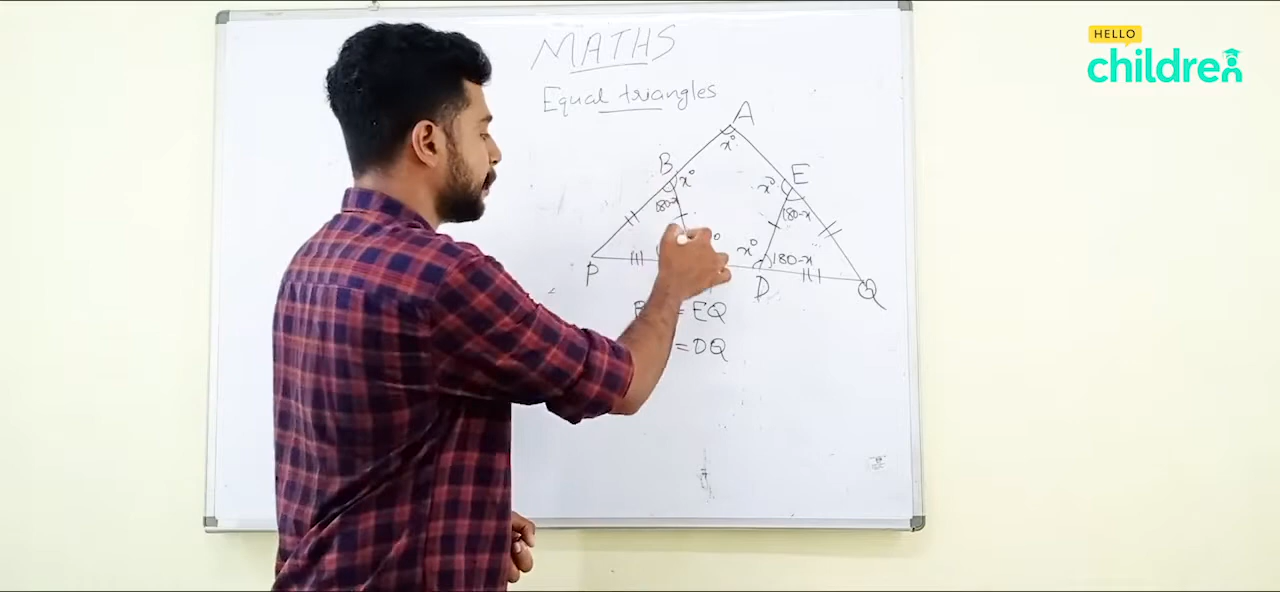 HELLO
children
MATHS
Equal triangles
A
x°
B
x°
x°
E
180-x
180-x
x°
180-x
P
D
Q
= EQ
= DQ